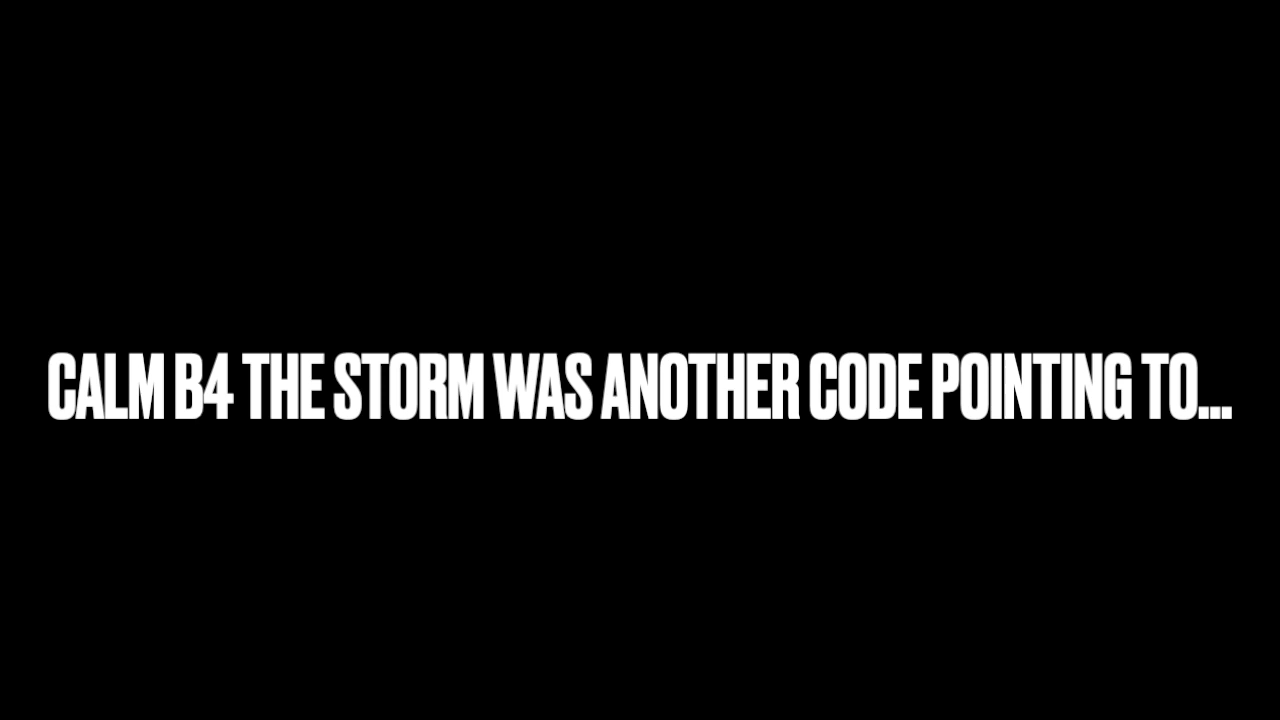 CALM B4 THE STORM WAS ANOTHER CODE POINTING TO...